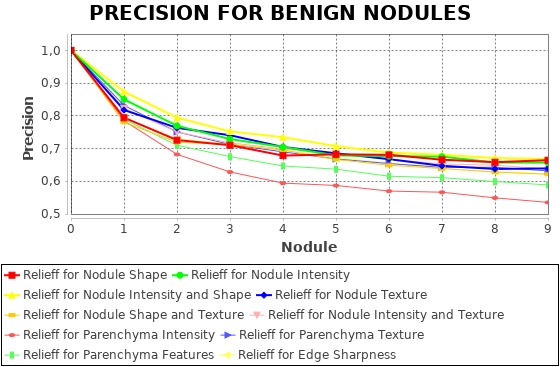 PRECISION FOR BENIGN NODULES
1,0
0,9
0,8
0,7
0,6
0,5
Precision
0 1 2 3 4 5 6 7 8 9
Nodule
Relieff for Nodule Shape Relieff for Nodule Intensity
Relieff for Nodule Intensity and Shape Relieff for Nodule Texture
Relieff for Nodule Shape and Texture Relieff for Nodule Intensity and Texture
Relieff for Parenchyma Intensity Relieff for Parenchyma Texture
Relieff for Parenchyma Features Relieff for Edge Sharpness